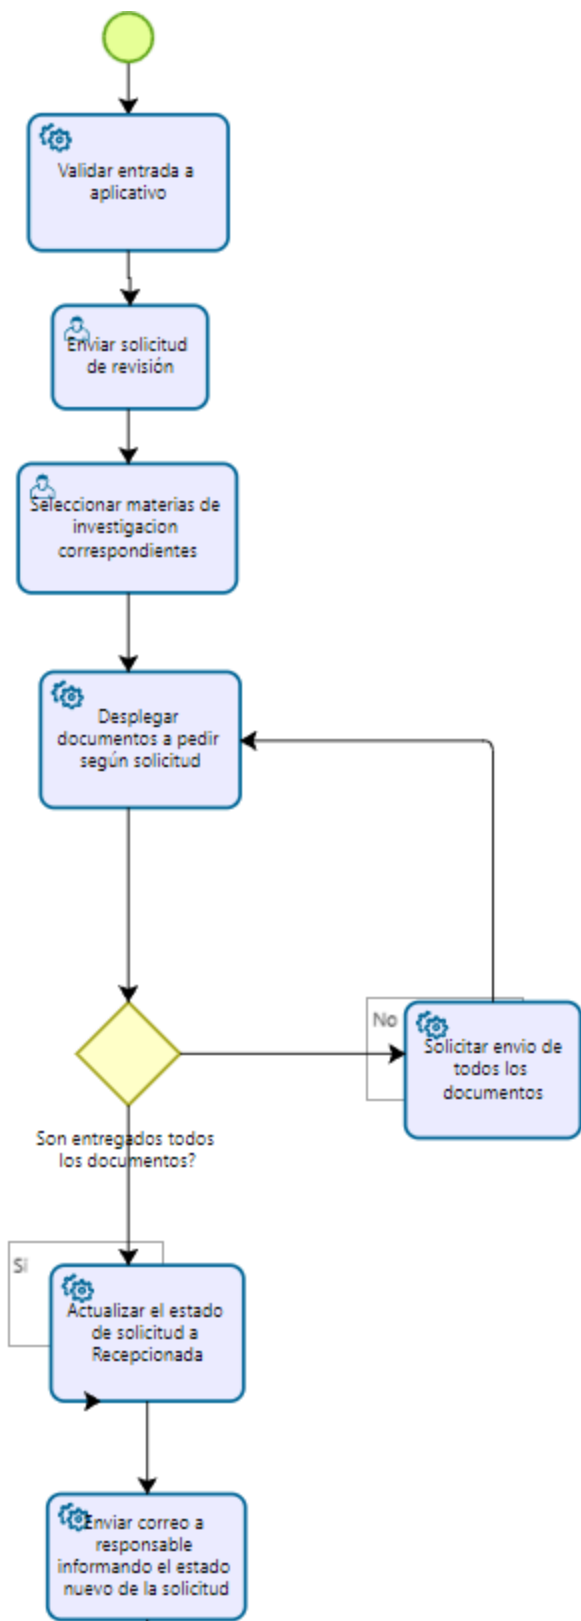 Validar entrada a
aplicativo
Enviar solicitud
de revisión
Seleccionar materias de
investigacion
correspondientes
Desplegar
documentos a pedir
según solicitud
No
Solicitar envio de
todos los
documentos
Son entregados todos
los documentos?
Si
Actualizar el estado
de solicitud a
Recepcionada
Enviar correo a
responsable
informando el estado
nuevo de la solicitud